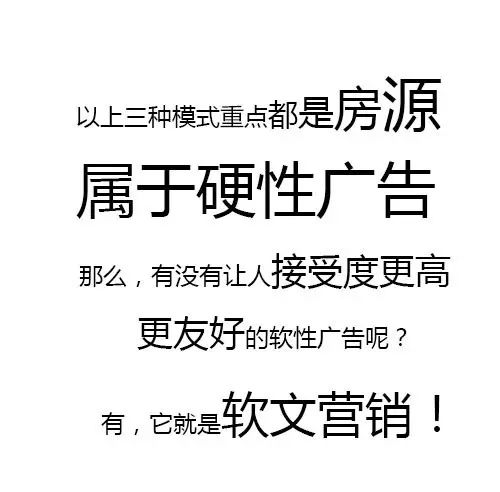 以上三种模式重点都是房源
属于硬性广告
那么，有没有让人接受度更高
更友好的软性广告呢？
有，它就是软文营销！